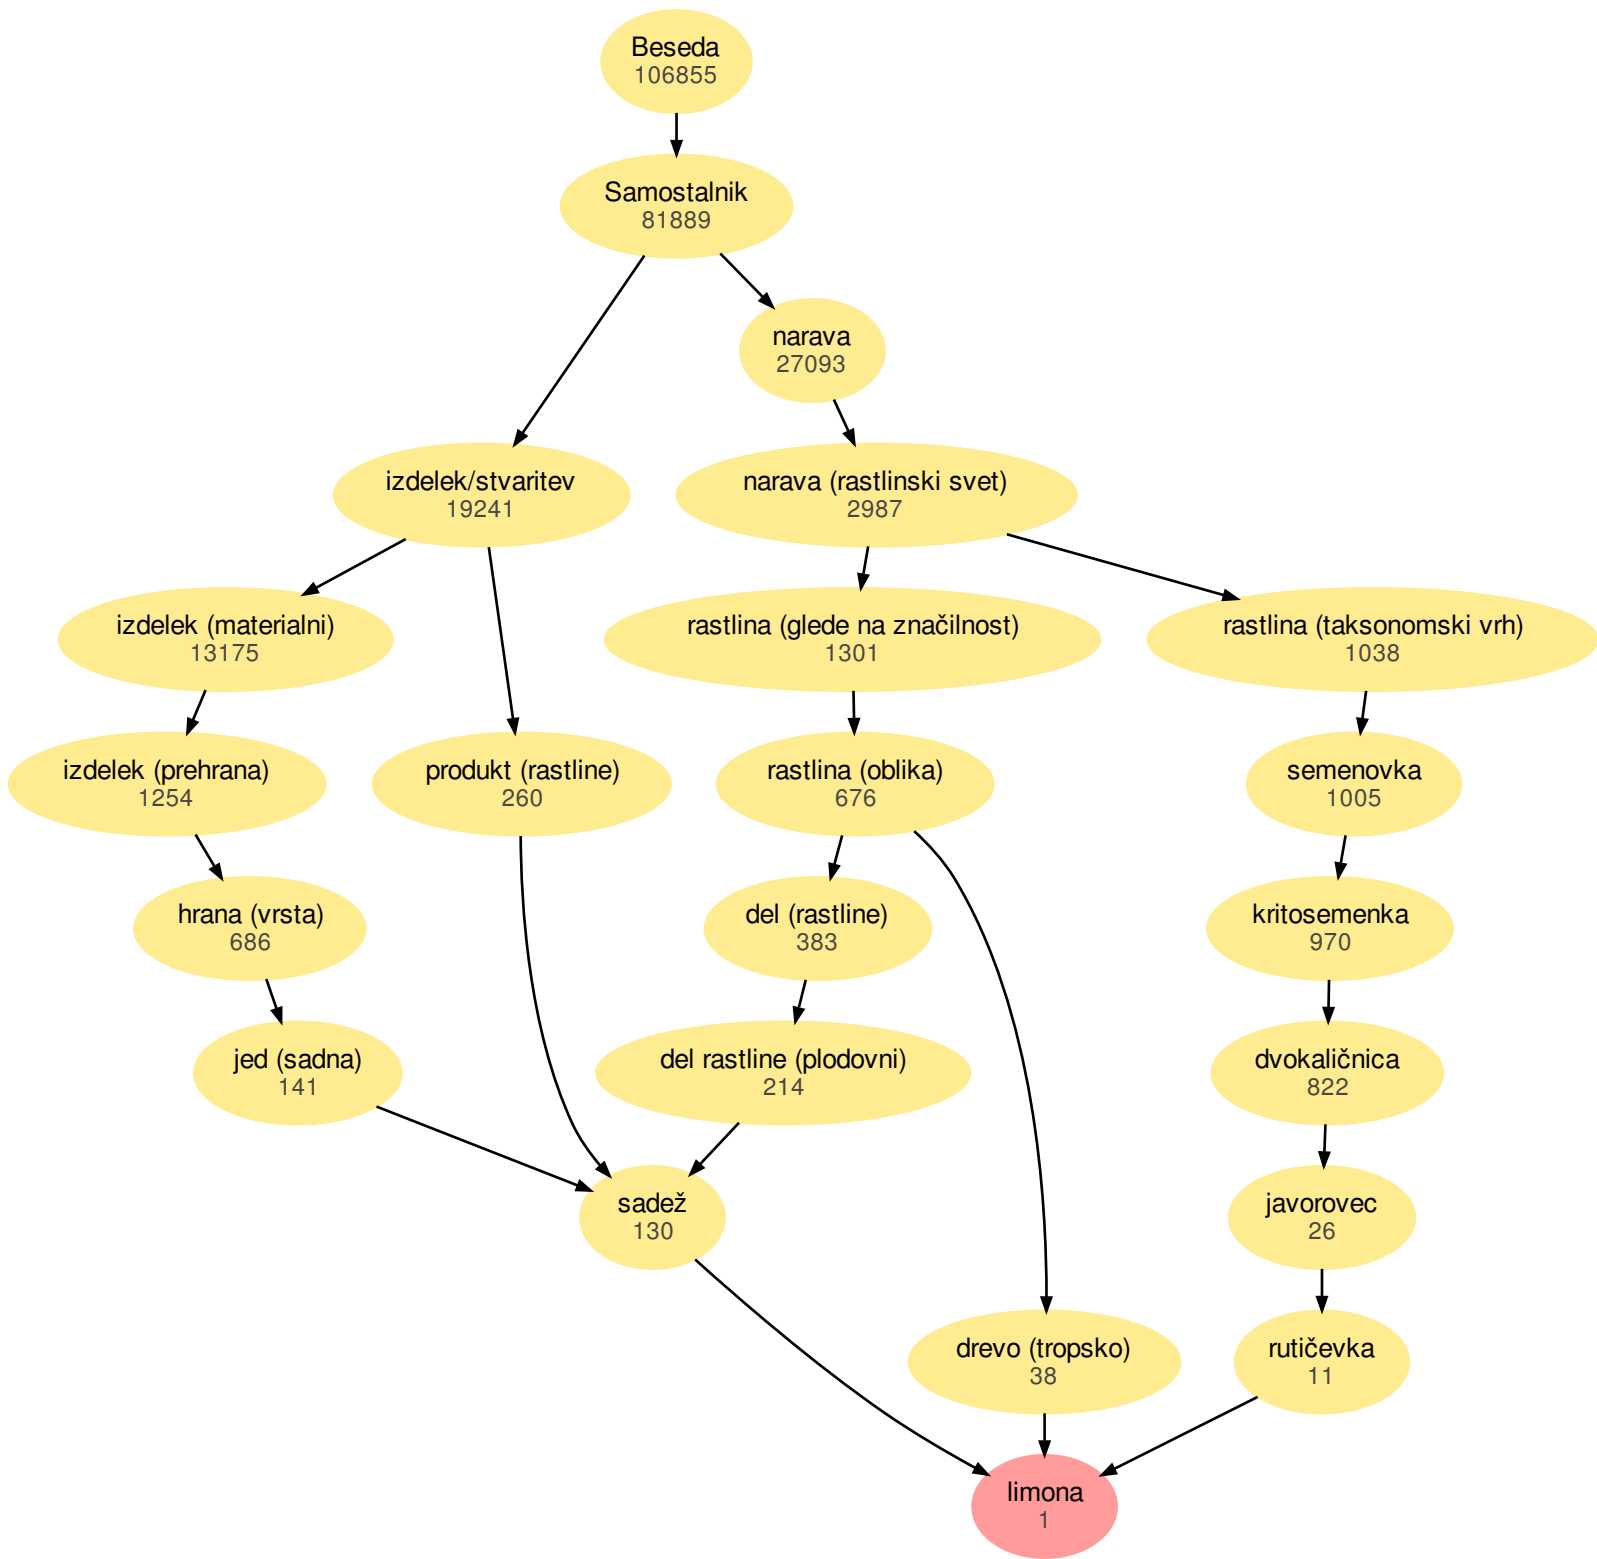 Beseda
106855
Samostalnik
81889
narava
27093
izdelek/stvaritev
19241
narava (rastlinski svet)
2987
izdelek (materialni)
13175
rastlina (glede na značilnost)
1301
rastlina (taksonomski vrh)
1038
izdelek (prehrana)
1254
produkt (rastline)
260
rastlina (oblika)
676
semenovka
1005
hrana (vrsta)
686
del (rastline)
383
kritosemenka
970
jed (sadna)
141
del rastline (plodovni)
214
dvokaličnica
822
sadež
130
javorovec
26
drevo (tropsko)
38
rutičevka
11
limona
1